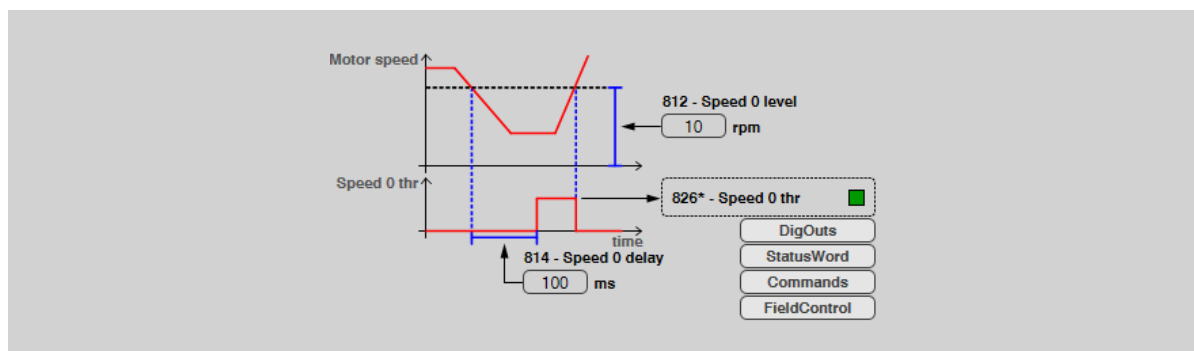 Motor speed
812 - Speed 0 level
10 rpm
Speed 0 thr
826* - Speed 0 thr
DigOuts
time
StatusWord
814 - Speed 0 delay
100 ms
Commands
FieldControl